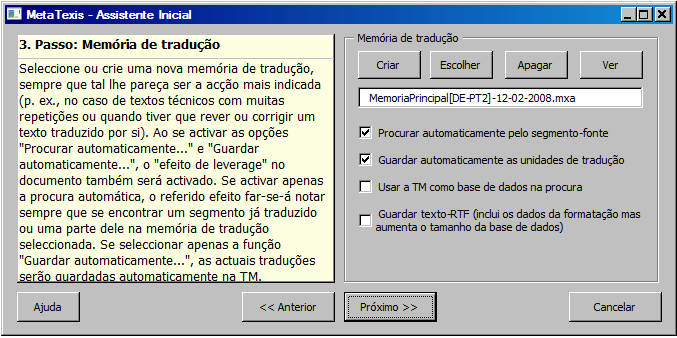 MetaTexis - Assistente Inicial
3. Passo: Memória de tradução
Seleccione ou crie uma nova memória de tradução,
sempre que tal lhe pareça ser a acção mais indicada
(p. ex., no caso de textos técnicos com muitas
repetições ou quando tiver que rever ou corrigir um
texto traduzido por si). Ao se activar as opções
"Procurar automaticamente..." e "Guardar
automaticamente...", o "efeito de leverage" no
documento também será activado. Se activar apenas
a procura automática, o referido efeito far-se-á notar
sempre que se encontrar um segmento já traduzido
ou uma parte dele na memória de tradução
seleccionada. Se seleccionar apenas a função
"Guardar automaticamente...", as actuais traduções
serão guardadas automaticamente na TM.
Memória de tradução
Criar
Escolher
Apagar
Ver
MemoriaPrincipal[DE-PT2]-12-02-2008.mxa
Procurar automaticamente pelo segmento-fonte
Guardar automaticamente as unidades de tradução
Usar a TM como base de dados na procura
Guardar texto-RTF (inclui os dados da formatação mas
aumenta o tamanho da base de dados)
Ajuda
<< Anterior
Próximo >>
Cancelar